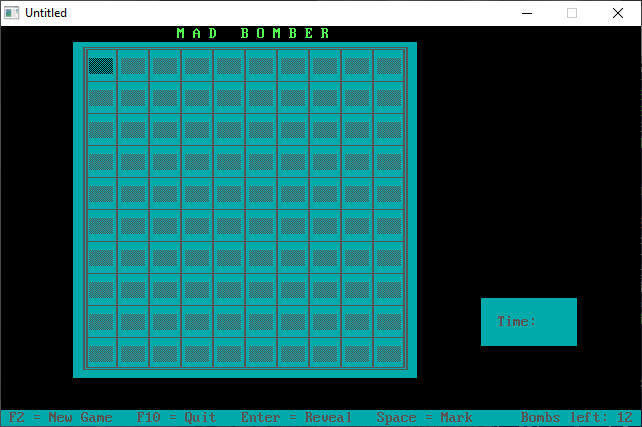 Untitled
M A D  B O M B E R
Time:
F2 = New Game  F10 = Quit  Enter = Reveal  Space = Mark  Bombs left: 12